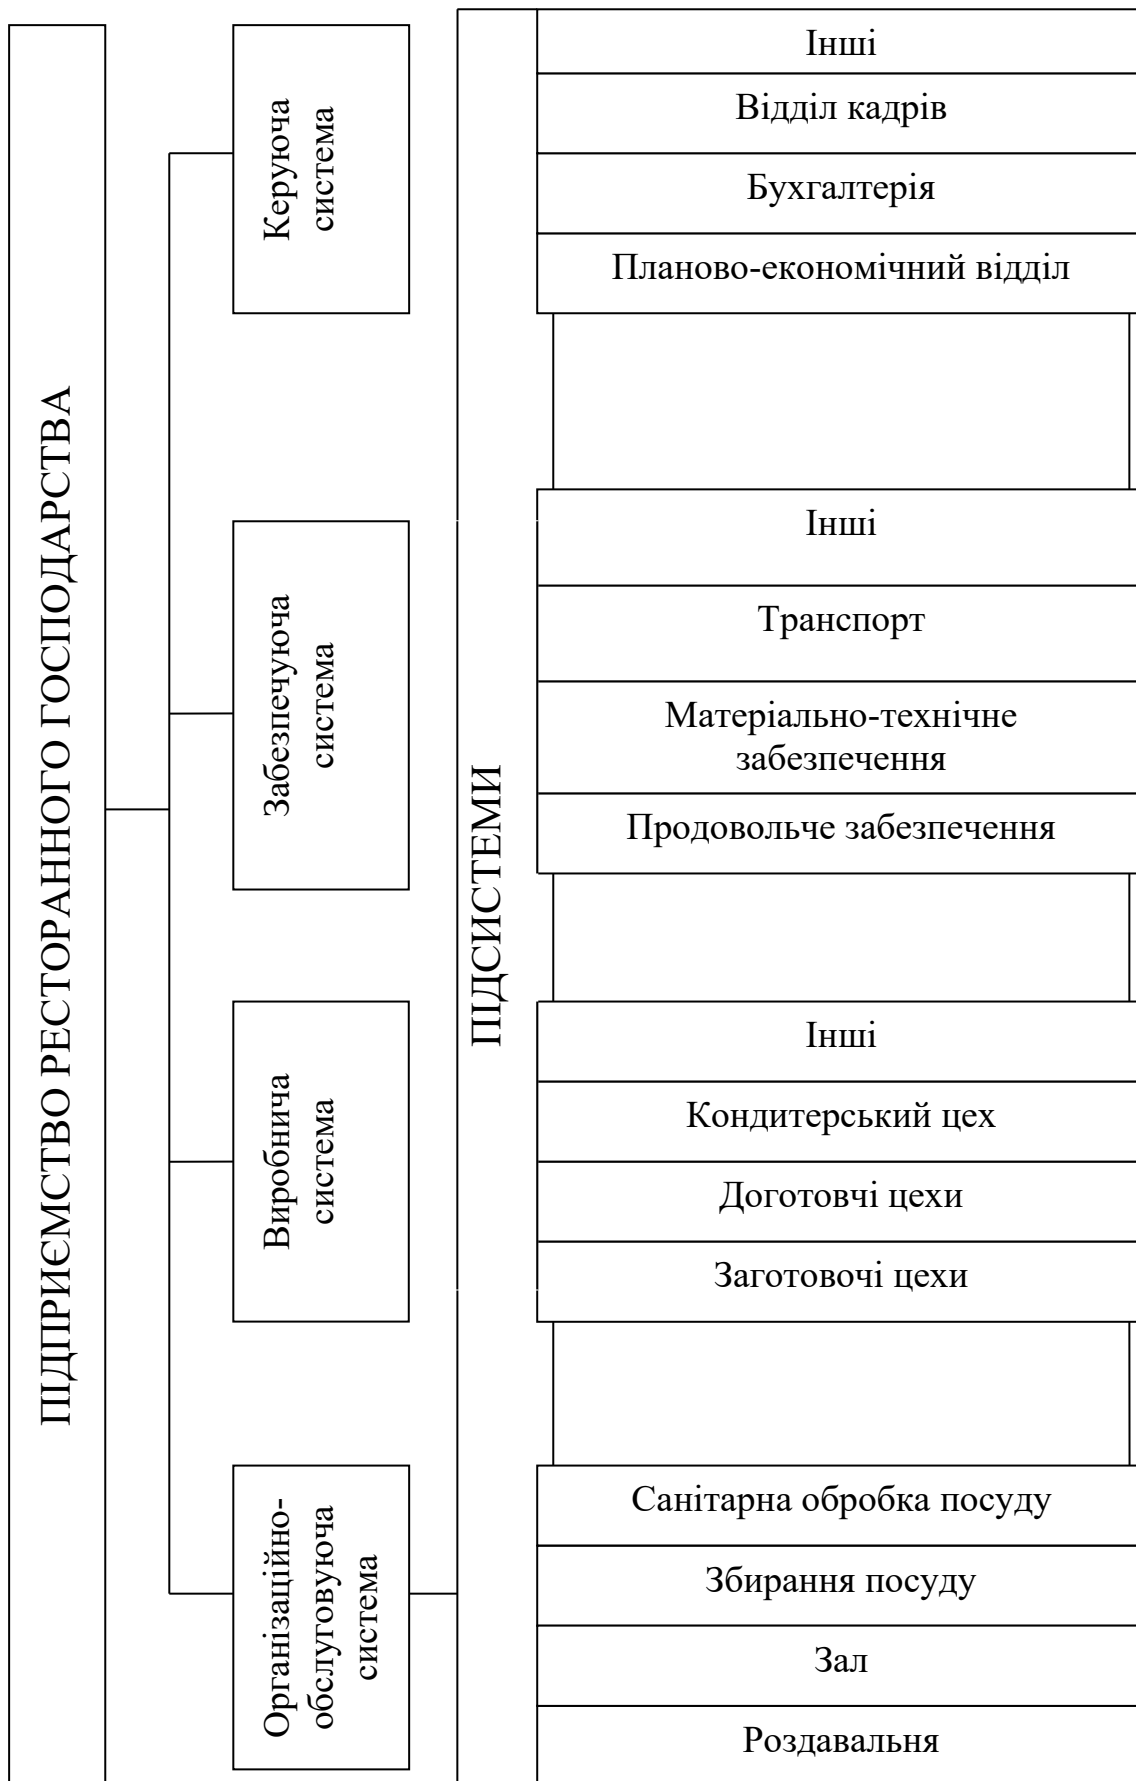 ПІДПРИЄМСТВО РЕСТОРАННОГО ГОСПОДАРСТВА
Керуюча
система
Забезпечуюча
система
Виробнича
система
Організаційно-
обслуговуюча
система
ПІДСИСТЕМИ
Інші
Відділ кадрів
Бухгалтерія
Планово-економічний відділ
Інші
Транспорт
Матеріально-технічне
забезпечення
Продовольче забезпечення
Інші
Кондитерський цех
Доготовчі цехи
Заготовочі цехи
Санітарна обробка посуду
Збирання посуду
Зал
Роздавальня